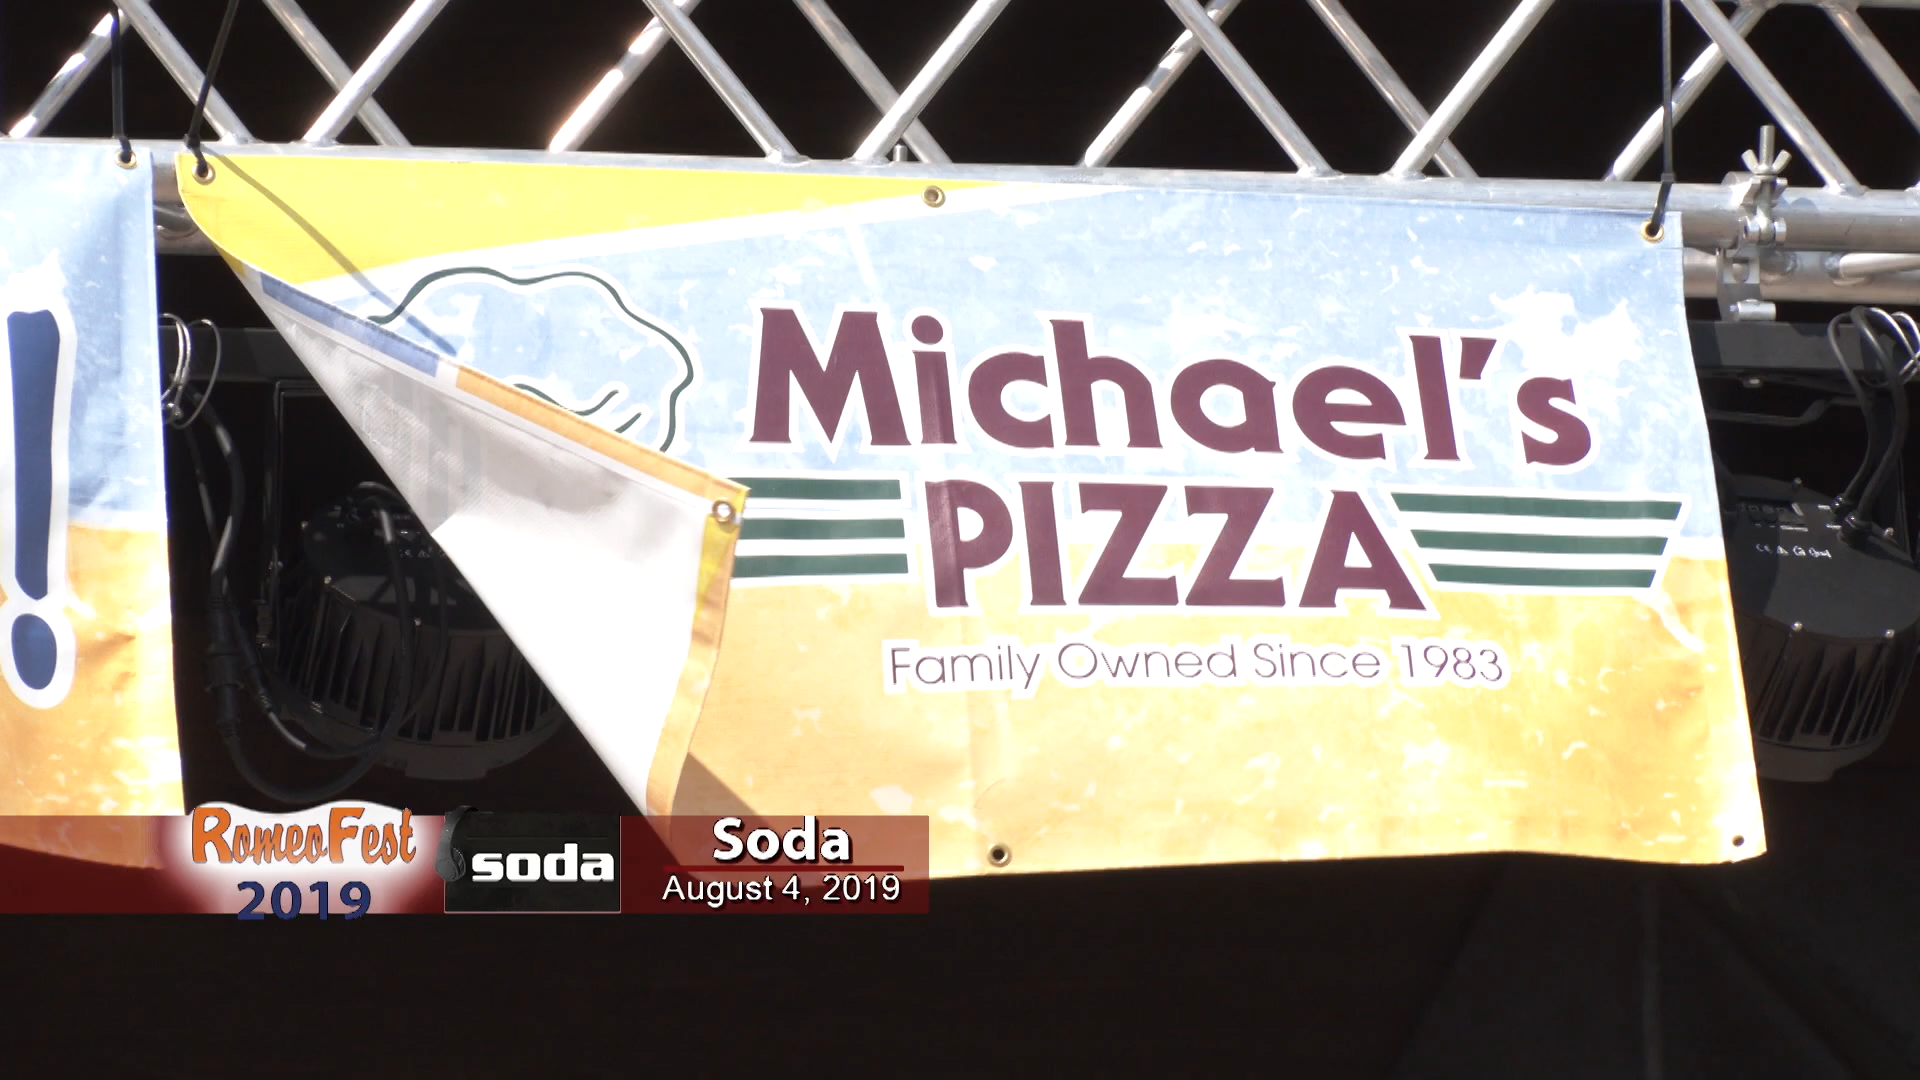 !
Michael's
PIZZA
Family Owned Since 1983
RomeoFest
2019
soda
Soda
August 4, 2019